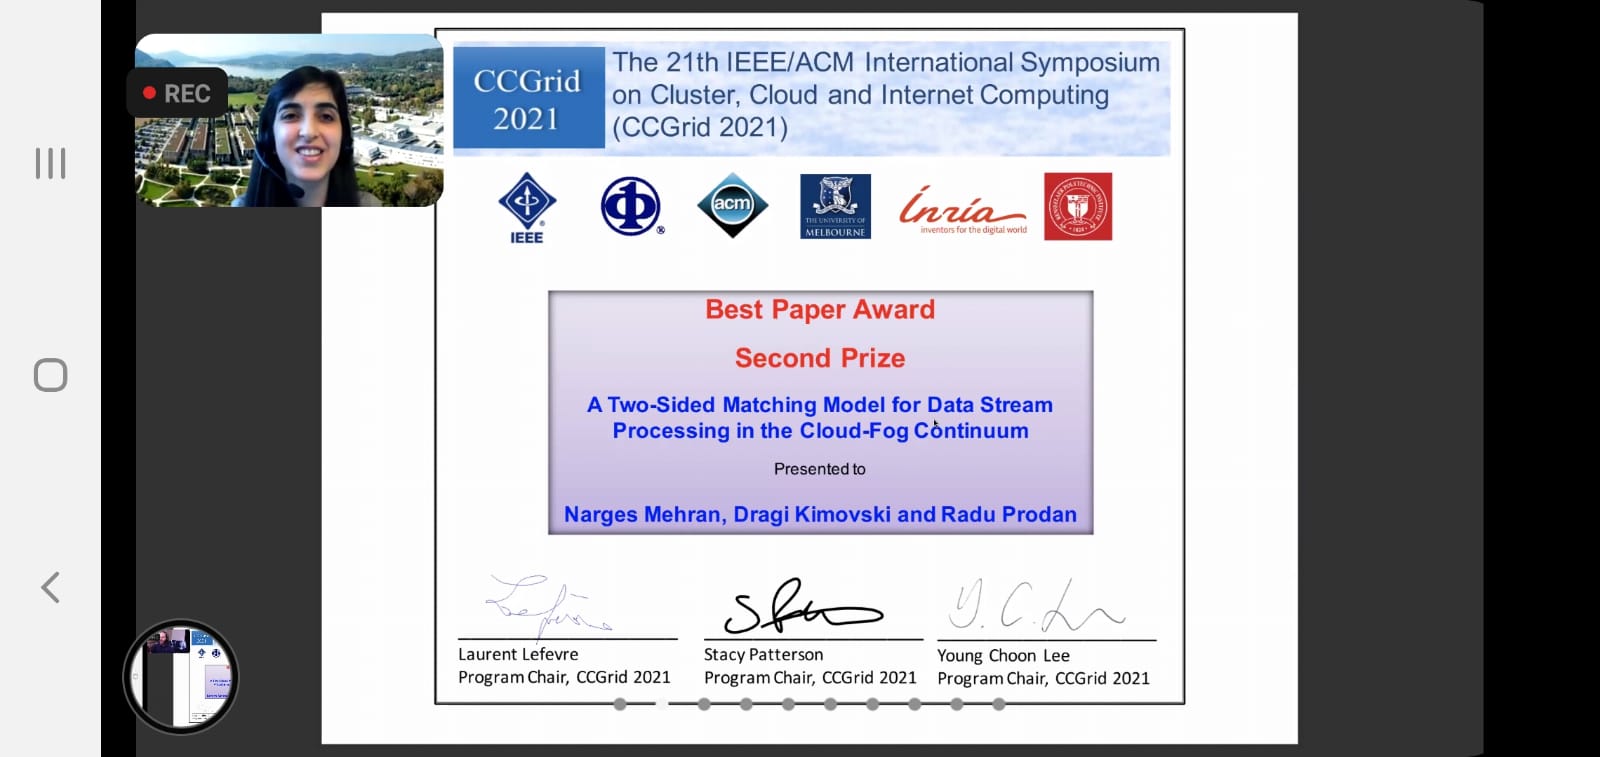 REC
CCGrid
2021
The 21th IEEE/ACM International Symposium
on Cluster, Cloud and Internet Computing
(CCGrid 2021)
IEEE
acm
THE UNIVERSITY OF
MELBOURNE
Inria
inventors for the digital world
Best Paper Award
Second Prize
A Two-Sided Matching Model for Data Stream
Processing in the Cloud-Fog Continuum
Presented to
Narges Mehran, Dragi Kimovski and Radu Prodan
Laurent Lefevre
Program Chair, CCGrid 2021
Stacy Patterson
Program Chair, CCGrid 2021
Young Choon Lee
Program Chair, CCGrid 2021